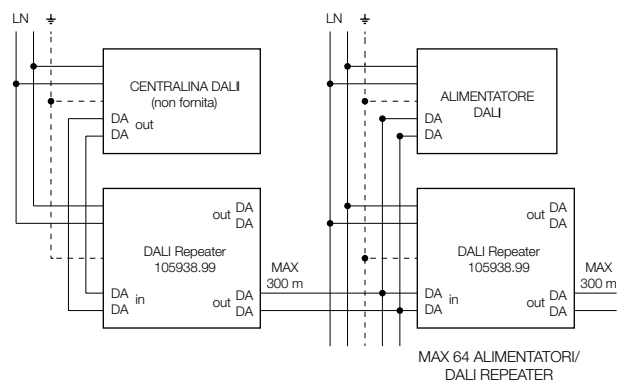 LN
LN
CENTRALINA DALI
(non fornita)
DA
DA
out
ALIMENTATORE
DALI
DA
DA
out
DA
DA
DALI Repeater
105938.99
DA
DA
in
out
DA
DA
MAX
300 m
out
DA
DA
DALI Repeater
105938.99
DA
DA
in
out
DA
DA
MAX
300 m
MAX 64 ALIMENTATORI/
DALI REPEATER